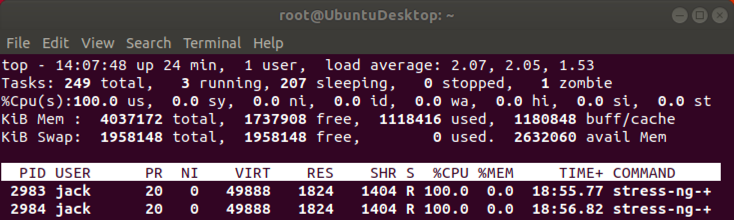 root@UbuntuDesktop: ~
File Edit View Search Terminal Help
top - 14:07:48 up 24 min,  1 user,  load average: 2.07, 2.05, 1.53
Tasks: 249 total,   3 running, 207 sleeping,   0 stopped,   1 zombie
%Cpu(s):100.0 us,  0.0 sy,  0.0 ni,  0.0 id,  0.0 wa,  0.0 hi,  0.0 si,  0.0 st
KiB Mem :  4037172 total,  1737908 free,  1118416 used,  1180848 buff/cache
KiB Swap:  1958148 total,  1958148 free,        0 used.  2632060 avail Mem
PID USER      PR  NI    VIRT    RES    SHR S  %CPU %MEM     TIME+ COMMAND
2983 jack      20   0   49888   1824   1404 R 100.0  0.0  18:55.77 stress-ng-+
2984 jack      20   0   49888   1824   1404 R 100.0  0.0  18:56.82 stress-ng-+